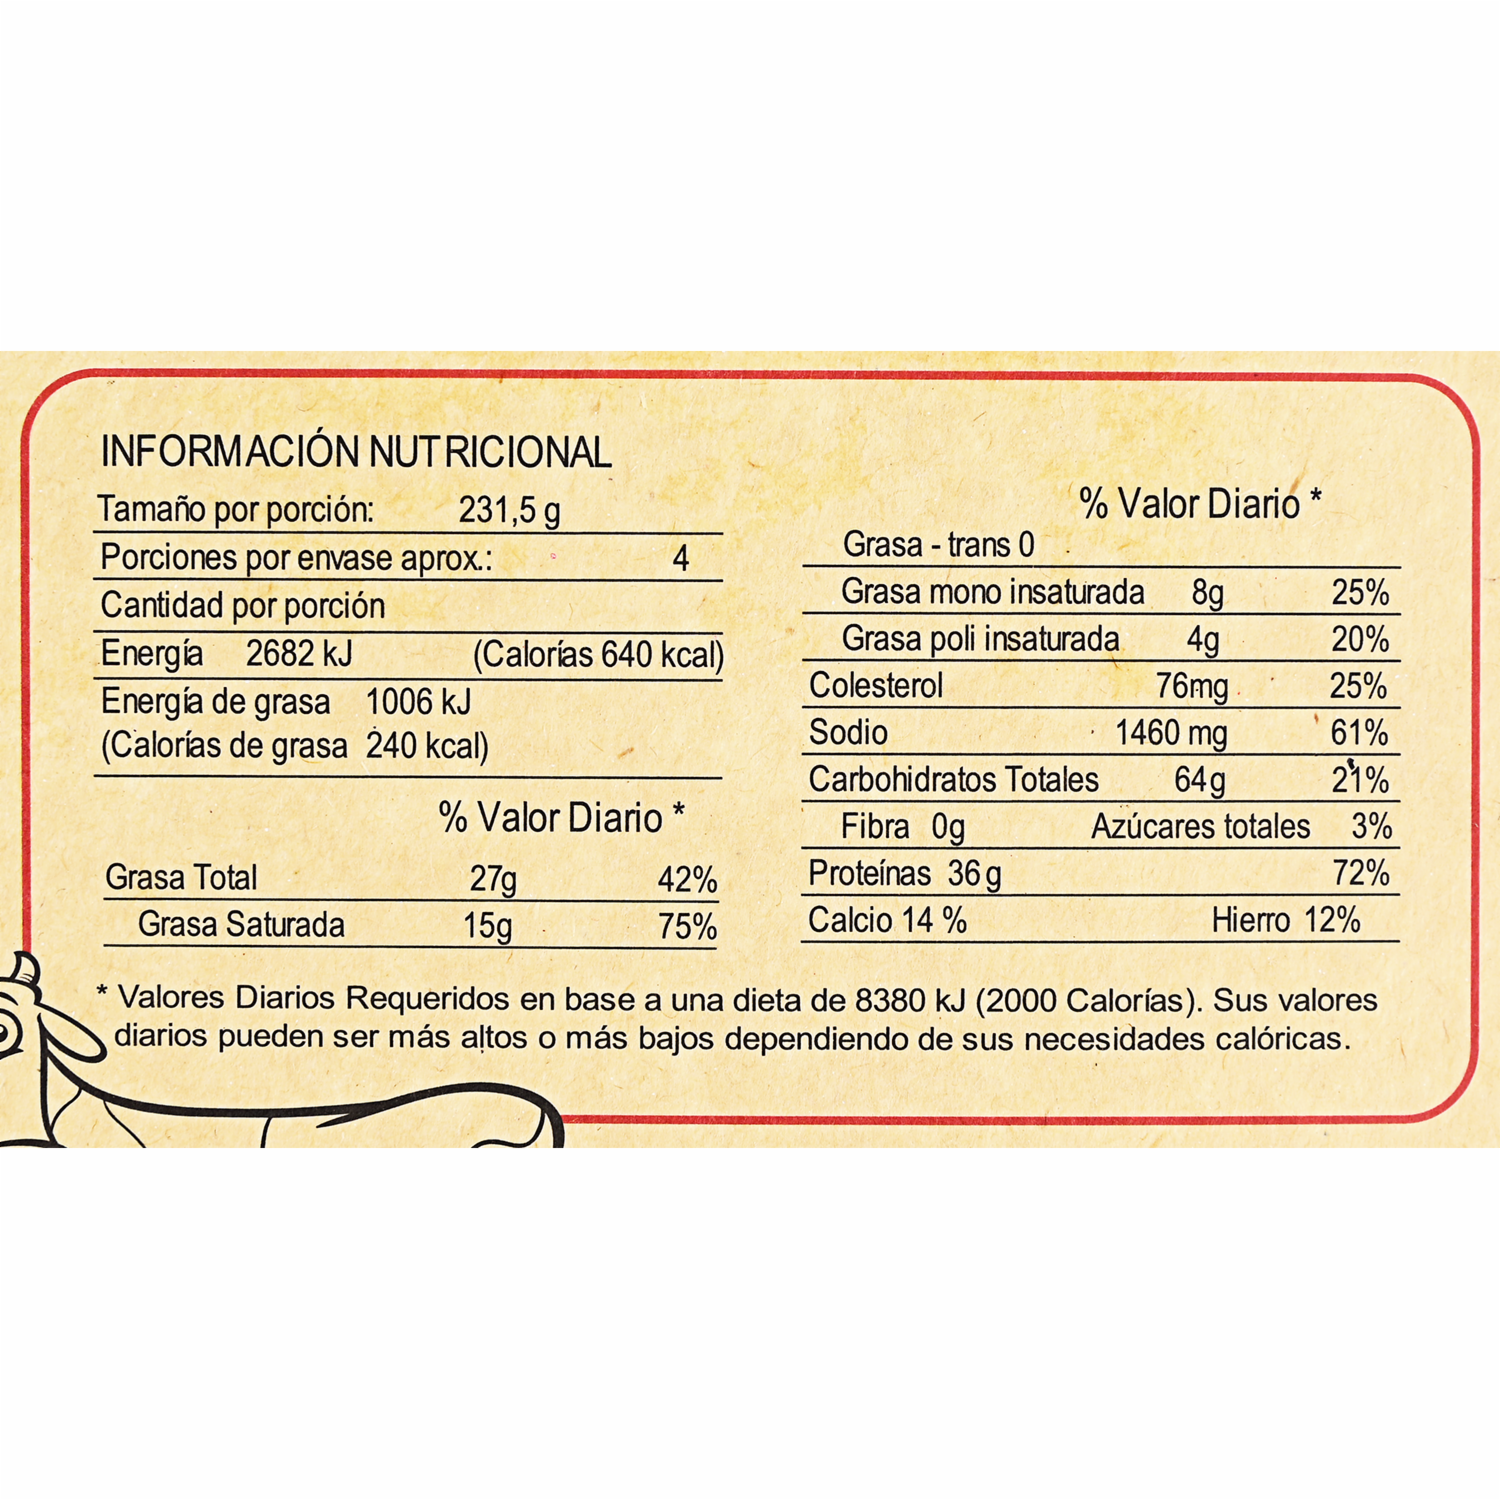 INFORMACIÓN NUTRICIONAL
Tamaño por porción: 231,5 g
Porciones por envase aprox.: 4
Cantidad por porción
Energía 2682 kJ (Calorías 640 kcal)
Energía de grasa 1006 kJ
(Calorías de grasa 240 kcal)
% Valor Diario *
Grasa Total 27g 42%
Grasa Saturada 15g 75%
% Valor Diario *
Grasa - trans 0
Grasa mono insaturada 8g 25%
Grasa poli insaturada 4g 20%
Colesterol 76mg 25%
Sodio 1460 mg 61%
Carbohidratos Totales 64g 21%
Fibra 0g Azúcares totales 3%
Proteínas 36g 72%
Calcio 14 % Hierro 12%
* Valores Diarios Requeridos en base a una dieta de 8380 kJ (2000 Calorías). Sus valores
diarios pueden ser más altos o más bajos dependiendo de sus necesidades calóricas.